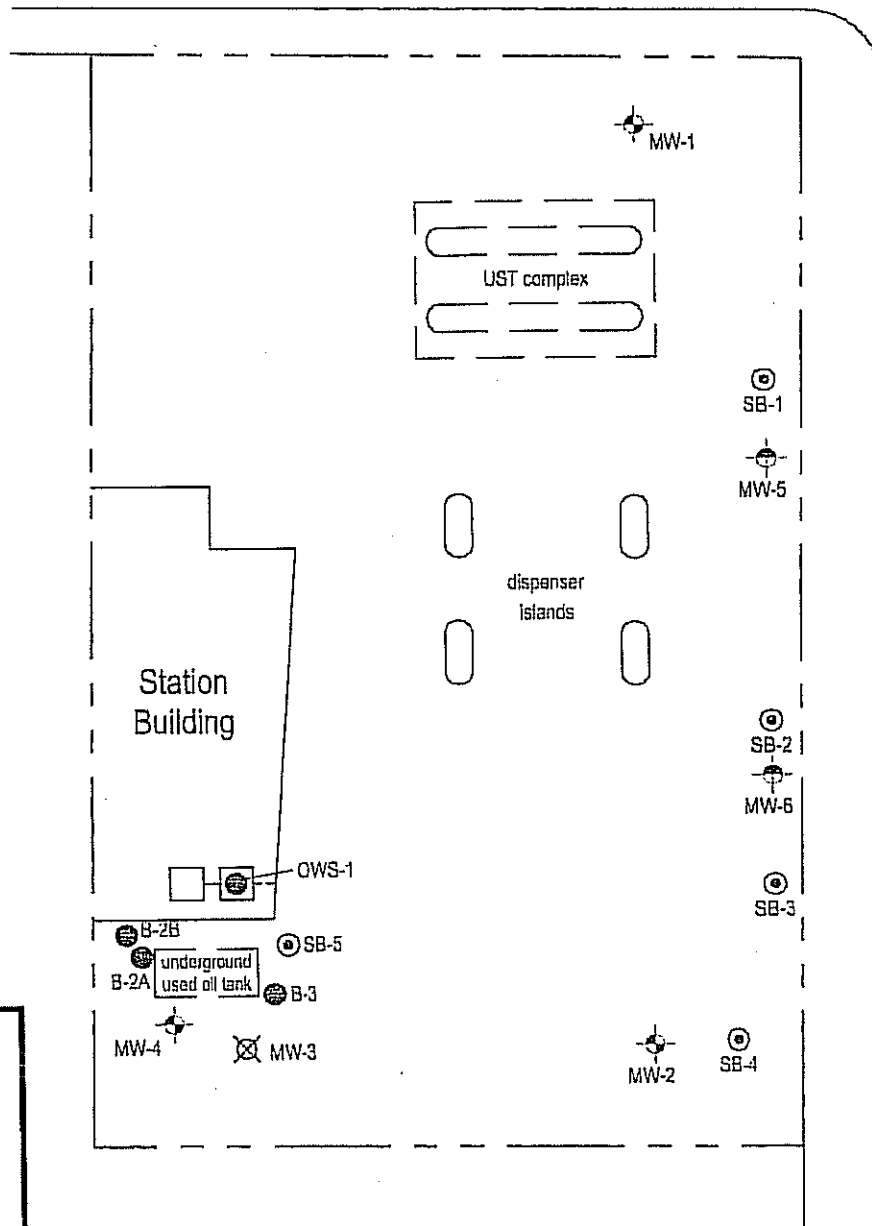 MW-1
UST complex
SB-1
MW-5
dispenser
islands
Station
Building
SB-2
MW-6
OWS-1
SB-3
B-2B
SB-5
underground
used oil tank
B-2A
B-3
MW-4
MW-3
MW-2
SB-4